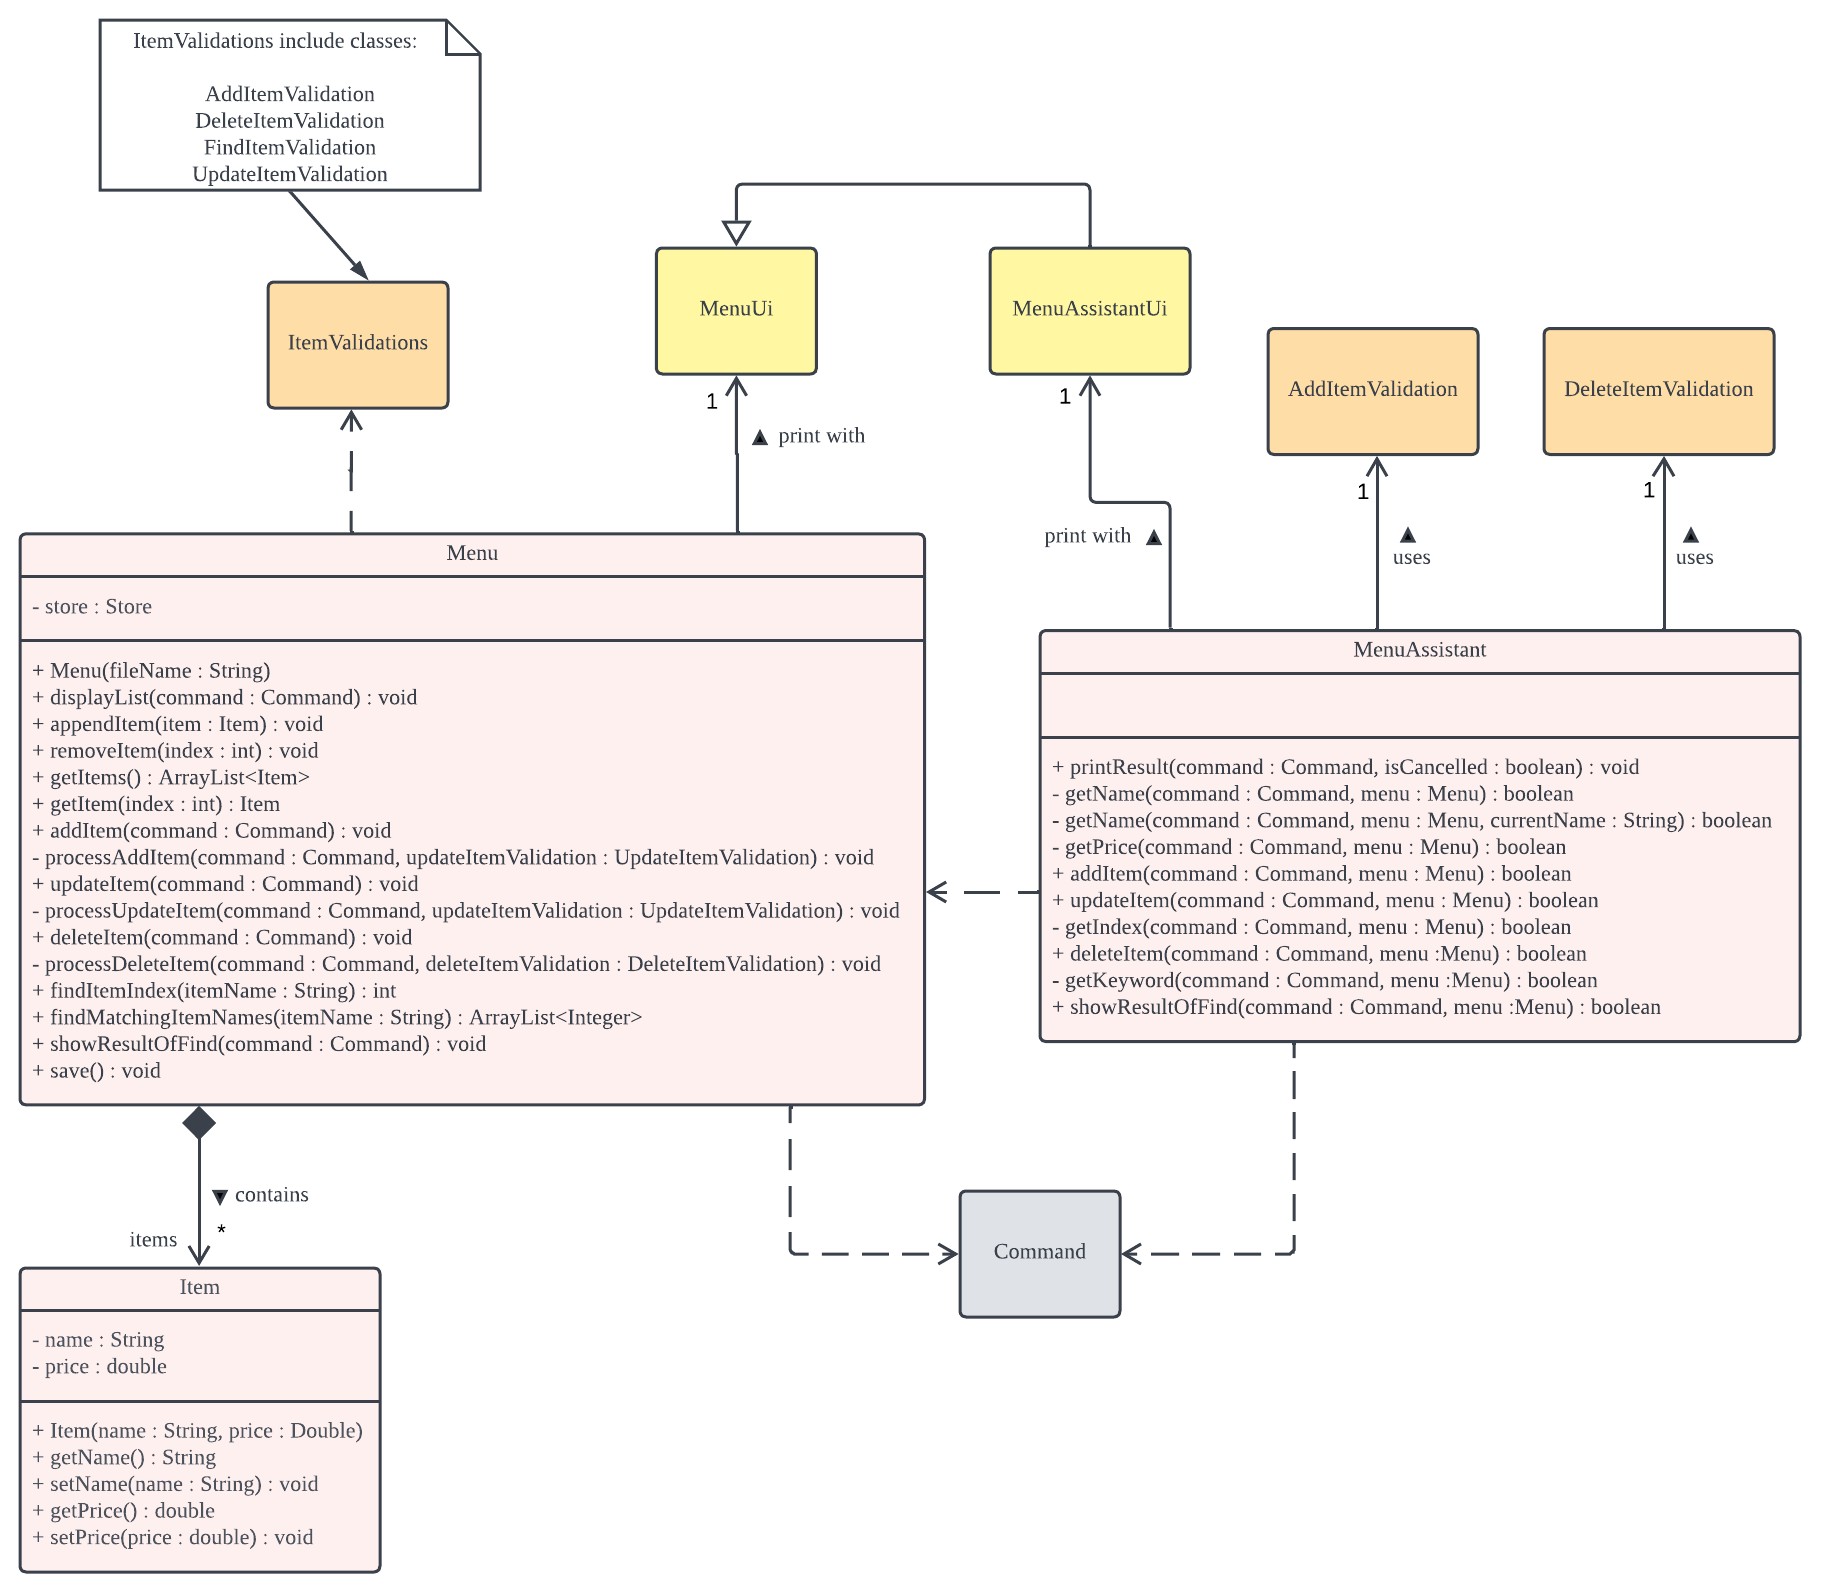 ItemValidations include classes:
AddItemValidation
DeleteItemValidation
FindItemValidation
UpdateItemValidation
MenuUi
MenuAssistantUi
ItemValidations
AddItemValidation
DeleteItemValidation
1
1
▲ print with
1
1
print with ▲
▲
uses
▲
uses
Menu
- store : Store
+ Menu(fileName : String)
+ displayList(command : Command) : void
+ appendItem(item : Item) : void
+ removeItem(index : int) : void
+ getItems() : ArrayList<Item>
+ getItem(index : int) : Item
+ addItem(command : Command) : void
- processAddItem(command : Command, updateItemValidation : UpdateItemValidation) : void
+ updateItem(command : Command) : void
- processUpdateItem(command : Command, updateItemValidation : UpdateItemValidation) : void
+ deleteItem(command : Command) : void
- processDeleteItem(command : Command, deleteItemValidation : DeleteItemValidation) : void
+ findItemIndex(itemName : String) : int
+ findMatchingItemNames(itemName : String) : ArrayList<Integer>
+ showResultOfFind(command : Command) : void
+ save() : void
MenuAssistant
+ printResult(command : Command, isCancelled : boolean) : void
- getName(command : Command, menu : Menu) : boolean
- getName(command : Command, menu : Menu, currentName : String) : boolean
- getPrice(command : Command, menu : Menu) : boolean
+ addItem(command : Command, menu : Menu) : boolean
+ updateItem(command : Command, menu : Menu) : boolean
- getIndex(command : Command, menu : Menu) : boolean
+ deleteItem(command : Command, menu :Menu) : boolean
- getKeyword(command : Command, menu :Menu) : boolean
+ showResultOfFind(command : Command, menu :Menu) : boolean
▼ contains
*
items
Command
Item
- name : String
- price : double
+ Item(name : String, price : Double)
+ getName() : String
+ setName(name : String) : void
+ getPrice() : double
+ setPrice(price : double) : void